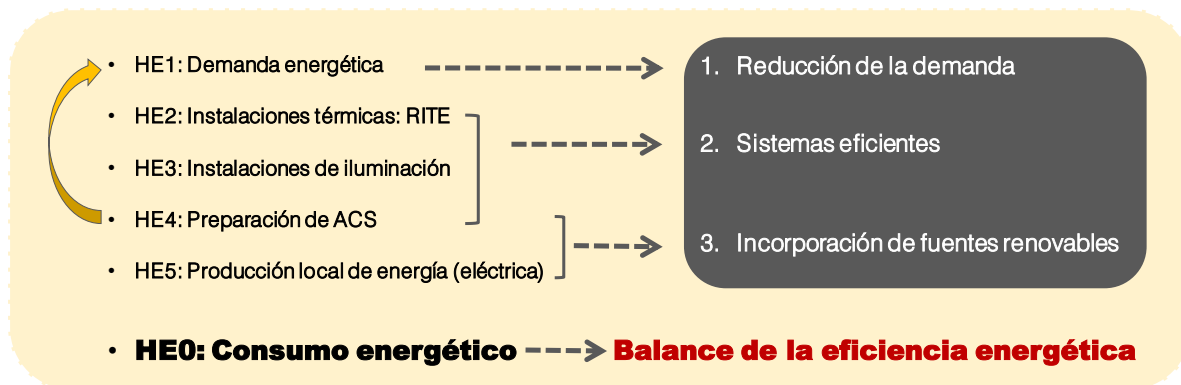 • HE1: Demanda energética
1. Reducción de la demanda
• HE2: Instalaciones térmicas: RITE
2. Sistemas eficientes
• HE3: Instalaciones de iluminación
• HE4: Preparación de ACS
3. Incorporación de fuentes renovables
• HE5: Producción local de energía (eléctrica)
• HE0: Consumo energético
Balance de la eficiencia energética